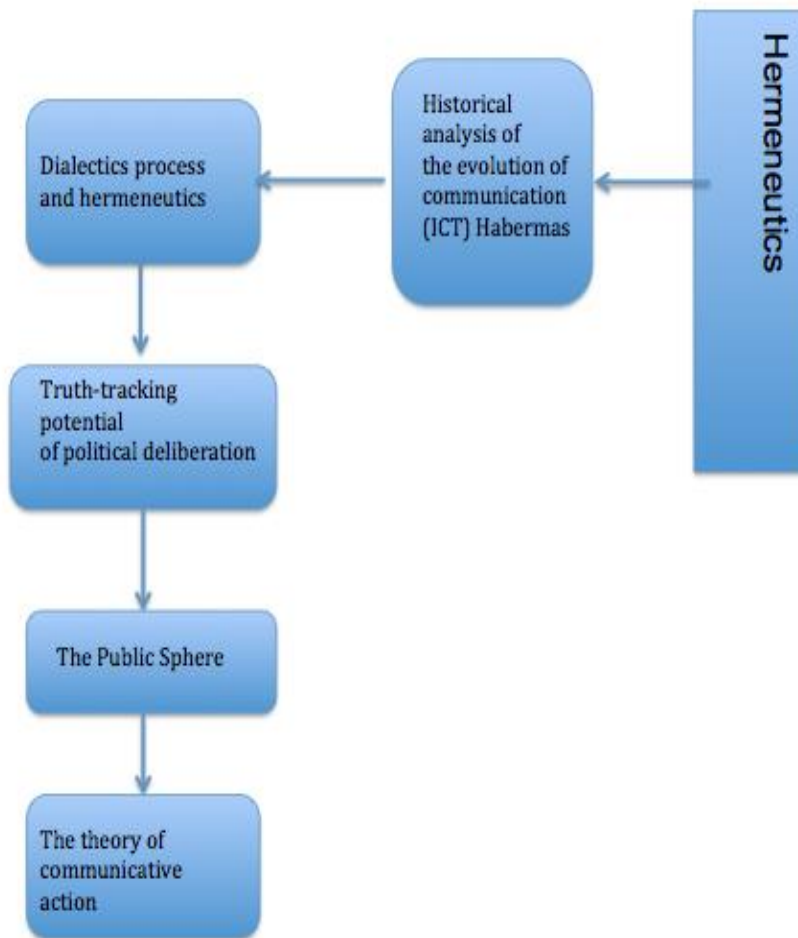 Hermeneutics
Historical
analysis of
the evolution of
communication
(ICT) Habermas
Dialectics process
and hermeneutics
Truth-tracking
potential
of political deliberation
The Public Sphere
The theory of
communicative
action